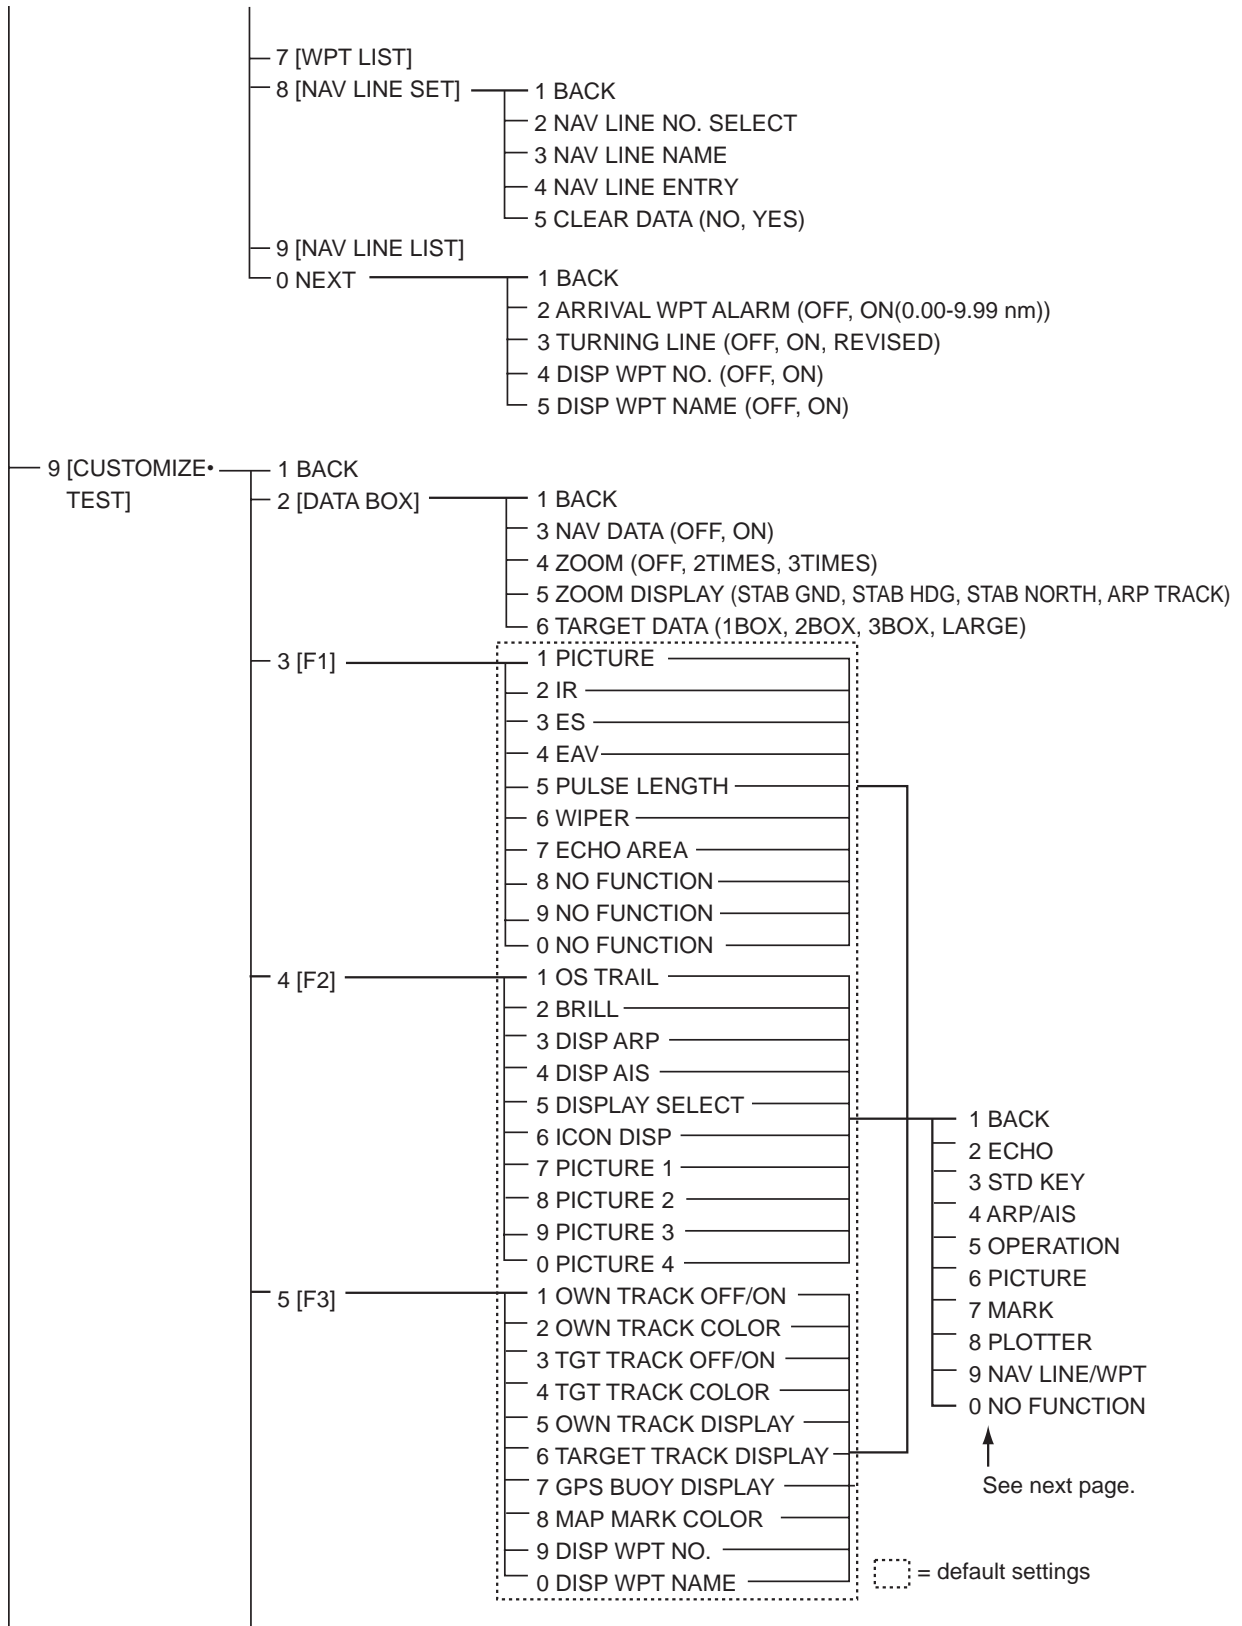 7 [WPT LIST]
8 [NAV LINE SET]
1 BACK
2 NAV LINE NO. SELECT
3 NAV LINE NAME
4 NAV LINE ENTRY
5 CLEAR DATA (NO, YES)
9 [NAV LINE LIST]
0 NEXT
1 BACK
2 ARRIVAL WPT ALARM (OFF, ON(0.00-9.99 nm))
3 TURNING LINE (OFF, ON, REVISED)
4 DISP WPT NO. (OFF, ON)
5 DISP WPT NAME (OFF, ON)
9 [CUSTOMIZE•
TEST]
1 BACK
2 [DATA BOX]
1 BACK
3 NAV DATA (OFF, ON)
4 ZOOM (OFF, 2TIMES, 3TIMES)
5 ZOOM DISPLAY (STAB GND, STAB HDG, STAB NORTH, ARP TRACK)
6 TARGET DATA (1BOX, 2BOX, 3BOX, LARGE)
3 [F1]
1 PICTURE
2 IR
3 ES
4 EAV
5 PULSE LENGTH
6 WIPER
7 ECHO AREA
8 NO FUNCTION
9 NO FUNCTION
0 NO FUNCTION
4 [F2]
1 OS TRAIL
2 BRILL
3 DISP ARP
4 DISP AIS
5 DISPLAY SELECT
6 ICON DISP
7 PICTURE 1
8 PICTURE 2
9 PICTURE 3
0 PICTURE 4
5 [F3]
1 OWN TRACK OFF/ON
2 OWN TRACK COLOR
3 TGT TRACK OFF/ON
4 TGT TRACK COLOR
5 OWN TRACK DISPLAY
6 TARGET TRACK DISPLAY
7 GPS BUOY DISPLAY
8 MAP MARK COLOR
9 DISP WPT NO.
0 DISP WPT NAME
1 BACK
2 ECHO
3 STD KEY
4 ARP/AIS
5 OPERATION
6 PICTURE
7 MARK
8 PLOTTER
9 NAV LINE/WPT
0 NO FUNCTION
See next page.
= default settings